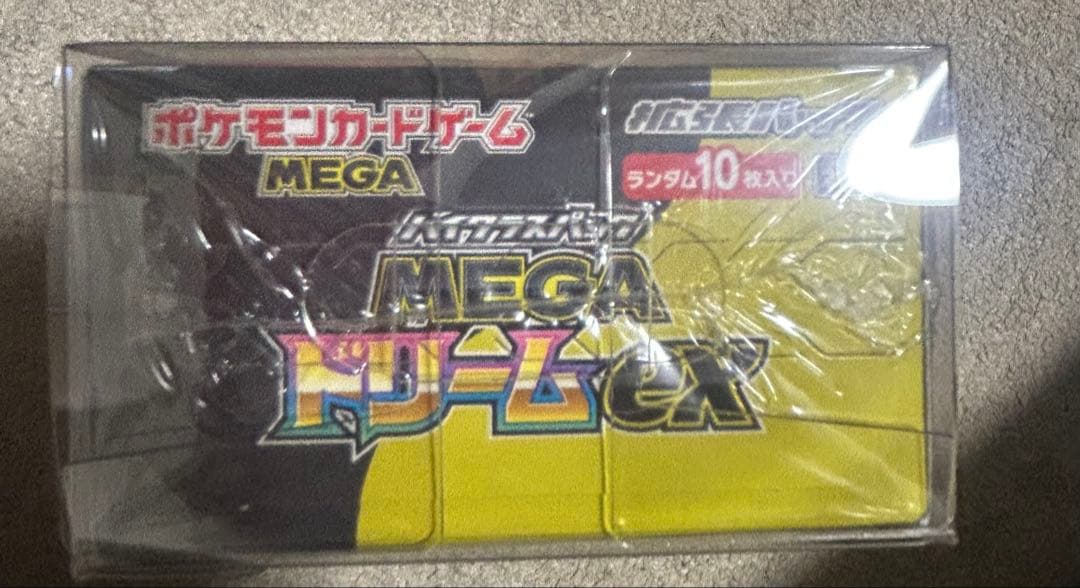 ポケモンカードゲーム
MEGA
拡張パック
ランダム10枚入り
ハイクラスパック
MEGA
ドリームex